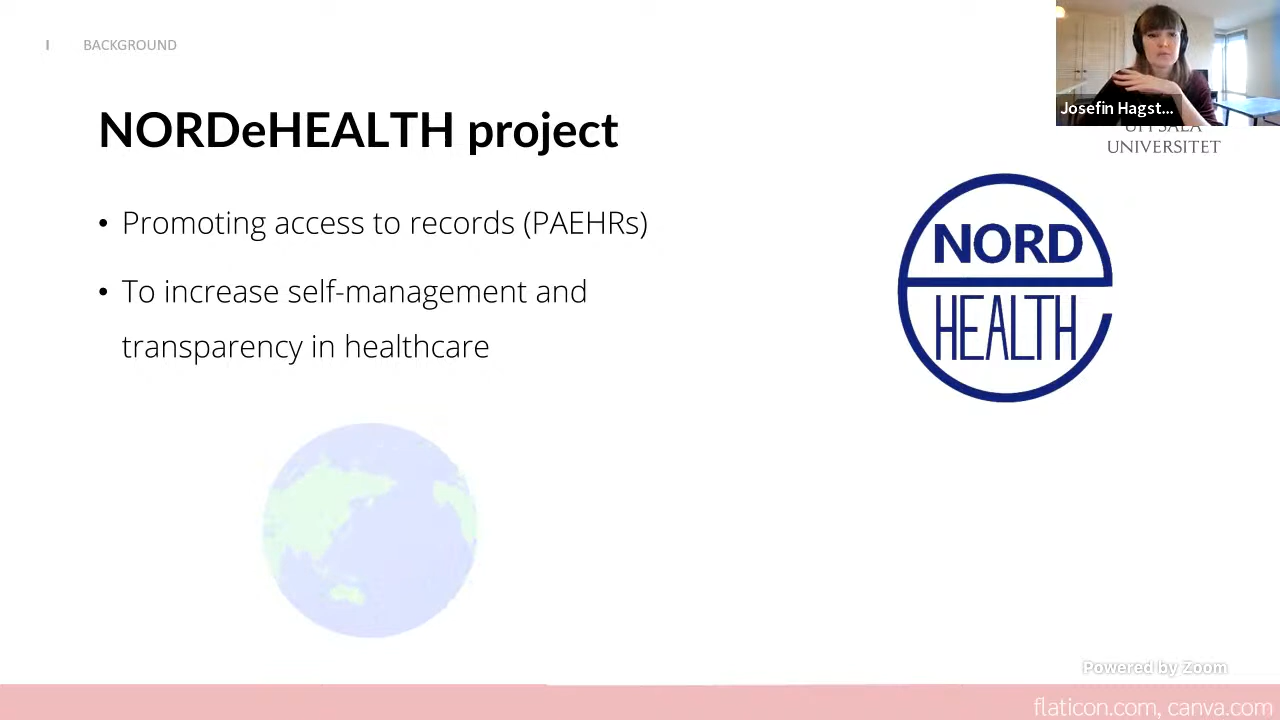 I BACKGROUND
Josefin Hagst...
UPPSALA
UNIVERSITET
NORDeHEALTH project
• Promoting access to records (PAEHRs)
• To increase self-management and
transparency in healthcare
NORD
HEALTH
Powered by Zoom
flaticon.com, canva.com